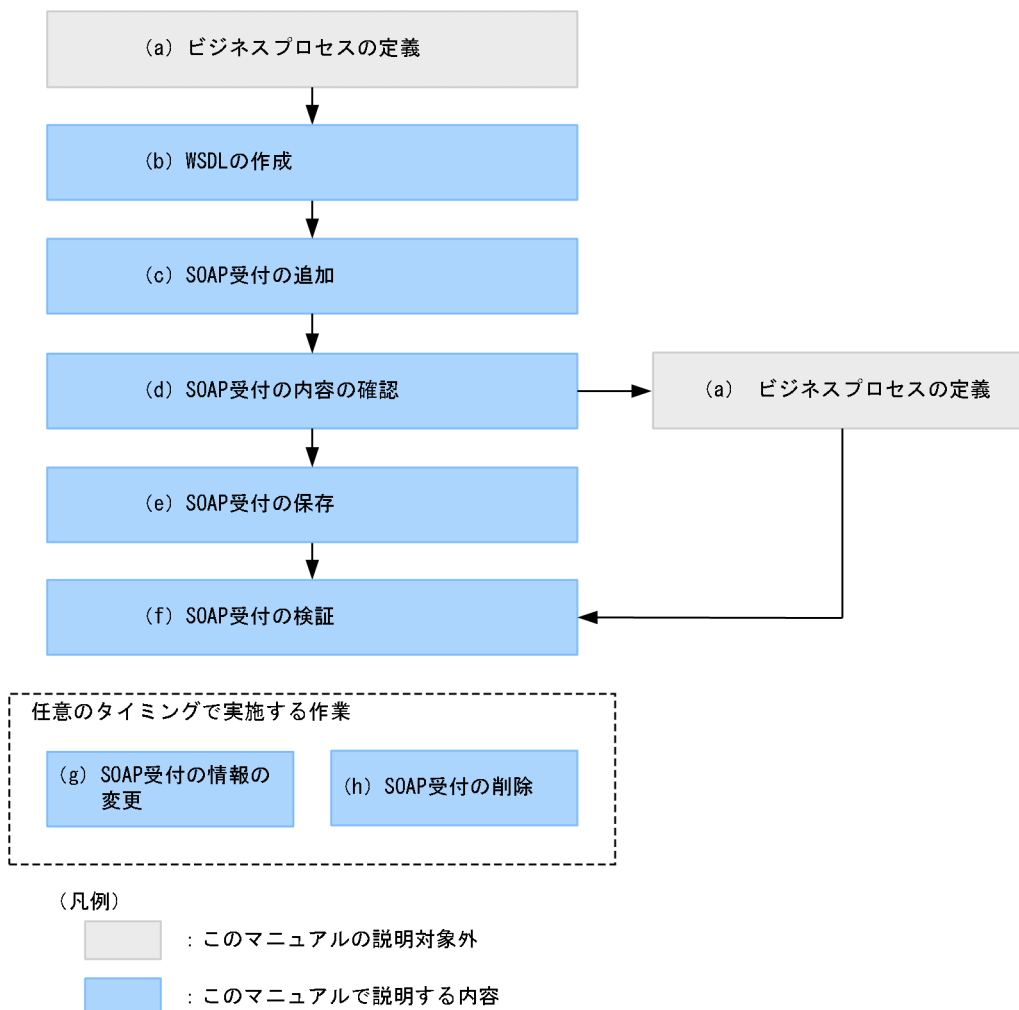 (a) ビジネスプロセスの定義
(b) WSDLの作成
(c) SOAP受付の追加
(d) SOAP受付の内容の確認
(a) ビジネスプロセスの定義
(e) SOAP受付の保存
(f) SOAP受付の検証
任意のタイミングで実施する作業
(g) SOAP受付の情報の
変更
(h) SOAP受付の削除
(凡例)
：このマニュアルの説明対象外
：このマニュアルで説明する内容